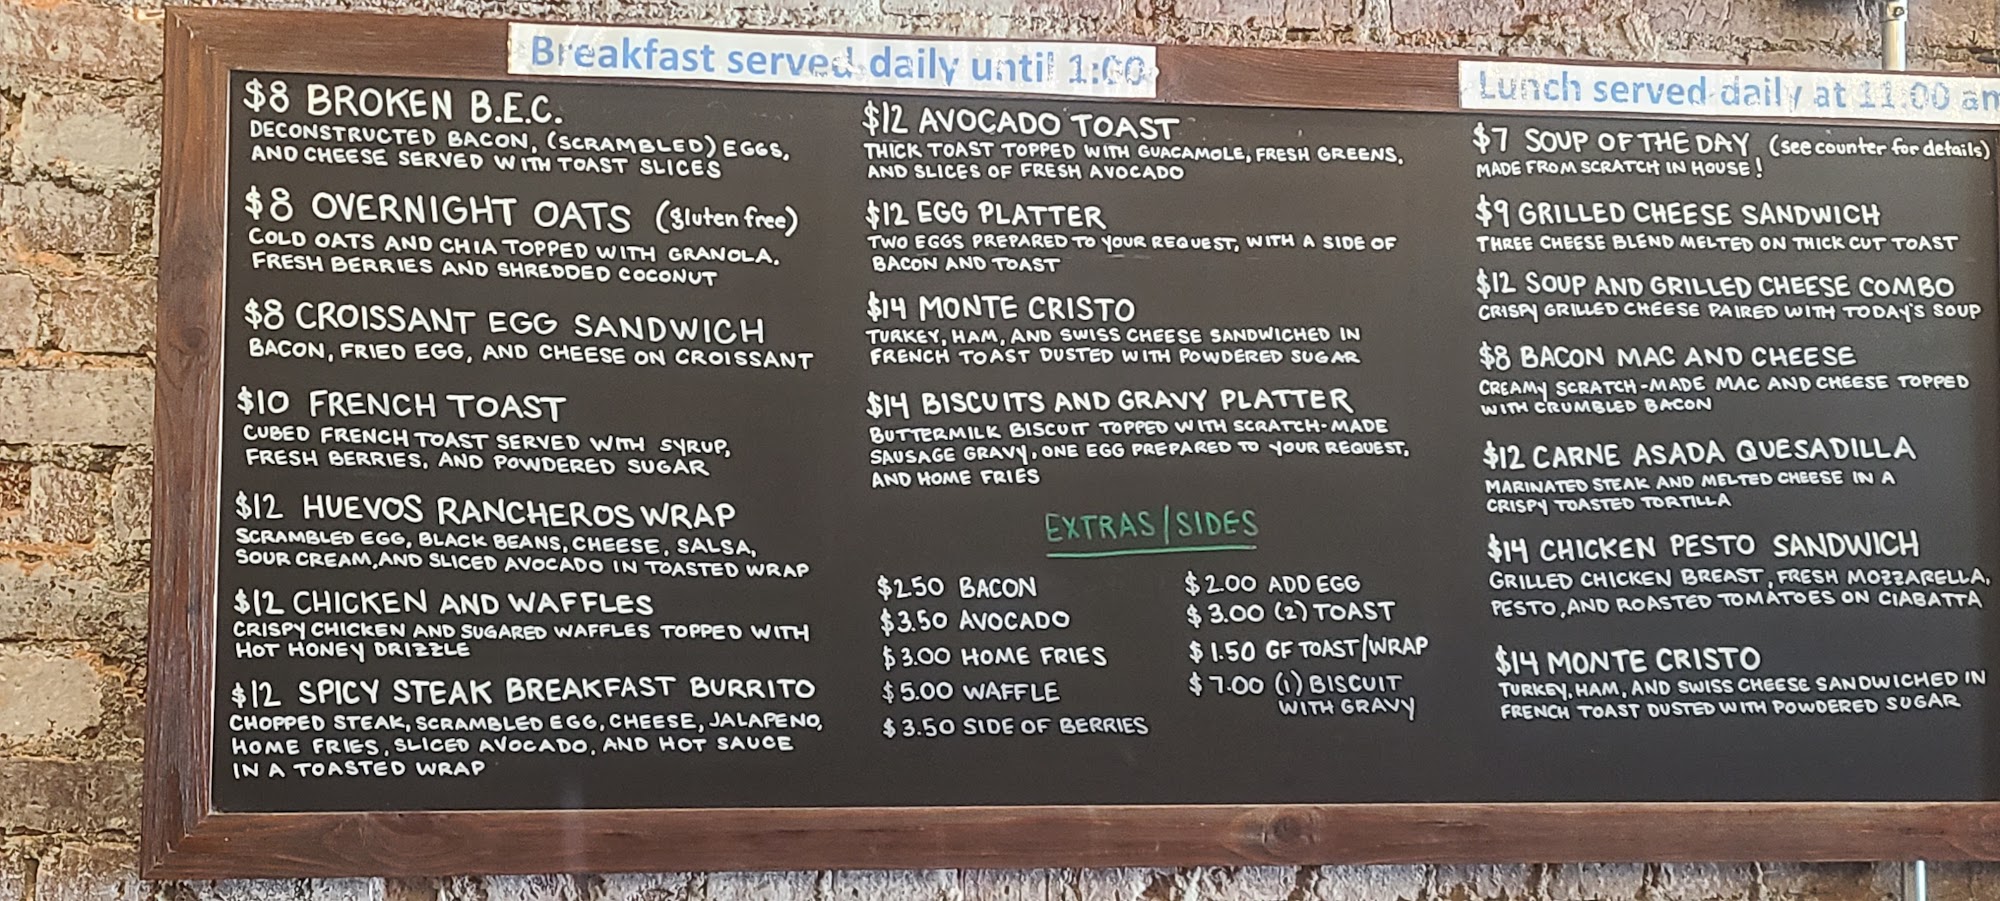 Breakfast served daily until 1:00
$8 BROKEN B.E.C.
DECONSTRUCTED BACON, (SCRAMBLED) EGGS,
AND CHEESE SERVED WITH TOAST SLICES
$8 OVERNIGHT OATS (gluten free)
COLD OATS AND CHIA TOPPED WITH GRANOLA,
FRESH BERRIES AND SHREDDED COCONUT
$8 CROISSANT EGG SANDWICH
BACON, FRIED EGG, AND CHEESE ON CROISSANT
$10 FRENCH TOAST
CUBED FRENCH TOAST SERVED WITH SYRUP,
FRESH BERRIES, AND POWDERED SUGAR
$12 HUEVOS RANCHEROS WRAP
SCRAMBLED EGG, BLACK BEANS, CHEESE, SALSA,
SOUR CREAM, AND SLICED AVOCADO IN TOASTED WRAP
$12 CHICKEN AND WAFFLES
CRISPY CHICKEN AND SUGARED WAFFLES TOPPED WITH
HOT HONEY DRIZZLE
$12 SPICY STEAK BREAKFAST BURRITO
CHOPPED STEAK, SCRAMBLED EGG, CHEESE, JALAPENO,
HOME FRIES, SLICED AVOCADO, AND HOT SAUCE
IN A TOASTED WRAP
$12 AVOCADO TOAST
THICK TOAST TOPPED WITH GUACAMOLE, FRESH GREENS,
AND SLICES OF FRESH AVOCADO
$12 EGG PLATTER
TWO EGGS PREPARED TO YOUR REQUEST, WITH A SIDE OF
BACON AND TOAST
$14 MONTE CRISTO
TURKEY, HAM, AND SWISS CHEESE SANDWICHED IN
FRENCH TOAST DUSTED WITH POWDERED SUGAR
$14 BISCUITS AND GRAVY PLATTER
BUTTERMILK BISCUIT TOPPED WITH SCRATCH-MADE
SAUSAGE GRAVY, ONE EGG PREPARED TO YOUR REQUEST,
AND HOME FRIES
EXTRAS/SIDES
$2.50 BACON
$3.50 AVOCADO
$3.00 HOME FRIES
$5.00 WAFFLE
$3.50 SIDE OF BERRIES
$2.00 ADD EGG
$3.00 (2) TOAST
$1.50 GF TOAST/WRAP
$7.00 (1) BISCUIT
WITH GRAVY
Lunch served daily at 11:00 am
$7 SOUP OF THE DAY (see counter for details)
MADE FROM SCRATCH IN HOUSE!
$9 GRILLED CHEESE SANDWICH
THREE CHEESE BLEND MELTED ON THICK CUT TOAST
$12 SOUP AND GRILLED CHEESE COMBO
CRISPY GRILLED CHEESE PAIRED WITH TODAY'S SOUP
$8 BACON MAC AND CHEESE
CREAMY SCRATCH-MADE MAC AND CHEESE TOPPED
WITH CRUMBLED BACON
$12 CARNE ASADA QUESADILLA
MARINATED STEAK AND MELTED CHEESE IN A
CRISPY TOASTED TORTILLA
$14 CHICKEN PESTO SANDWICH
GRILLED CHICKEN BREAST, FRESH MOZZARELLA,
PESTO, AND ROASTED TOMATOES ON CIABATTA
$14 MONTE CRISTO
TURKEY, HAM, AND SWISS CHEESE SANDWICHED IN
FRENCH TOAST DUSTED WITH POWDERED SUGAR